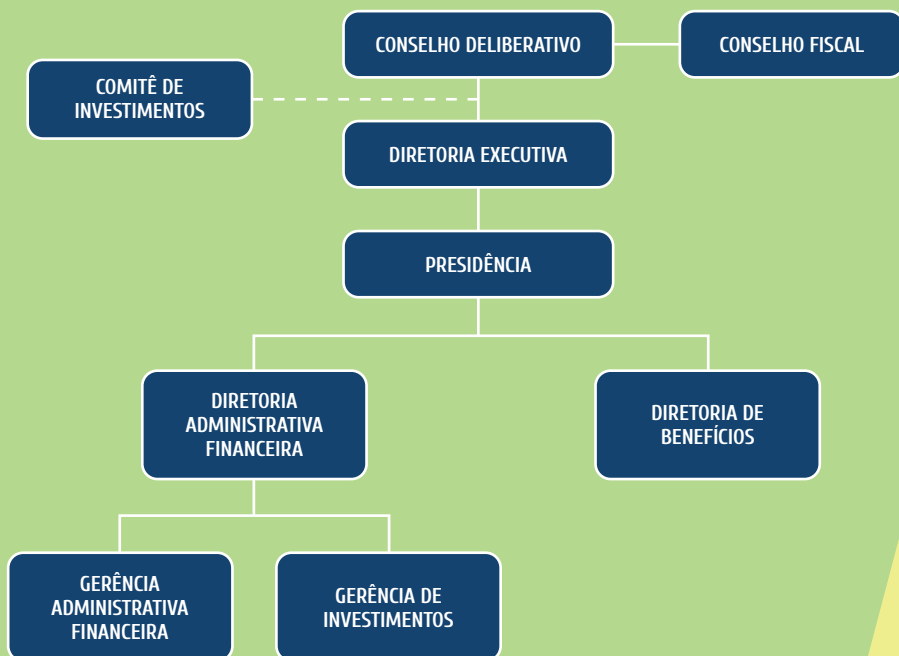 CONSELHO DELIBERATIVO
CONSELHO FISCAL
COMITÊ DE
INVESTIMENTOS
DIRETORIA EXECUTIVA
PRESIDÊNCIA
DIRETORIA
ADMINISTRATIVA
FINANCEIRA
DIRETORIA DE
BENEFÍCIOS
GERÊNCIA
ADMINISTRATIVA
FINANCEIRA
GERÊNCIA DE
INVESTIMENTOS